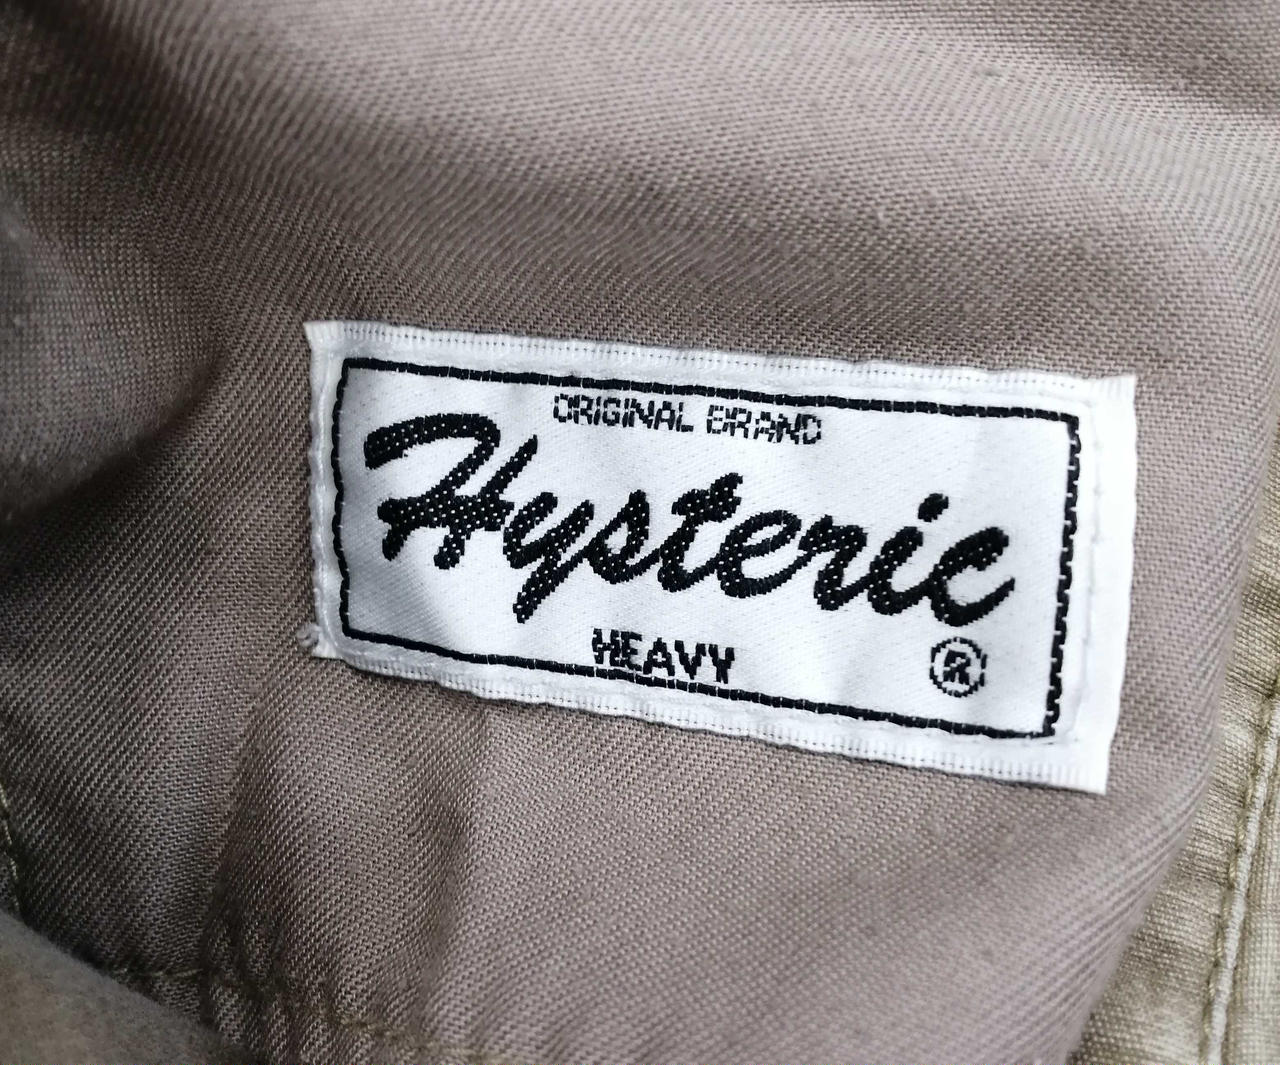 ORIGINAL BRAND
Hysteric
HEAVY
®